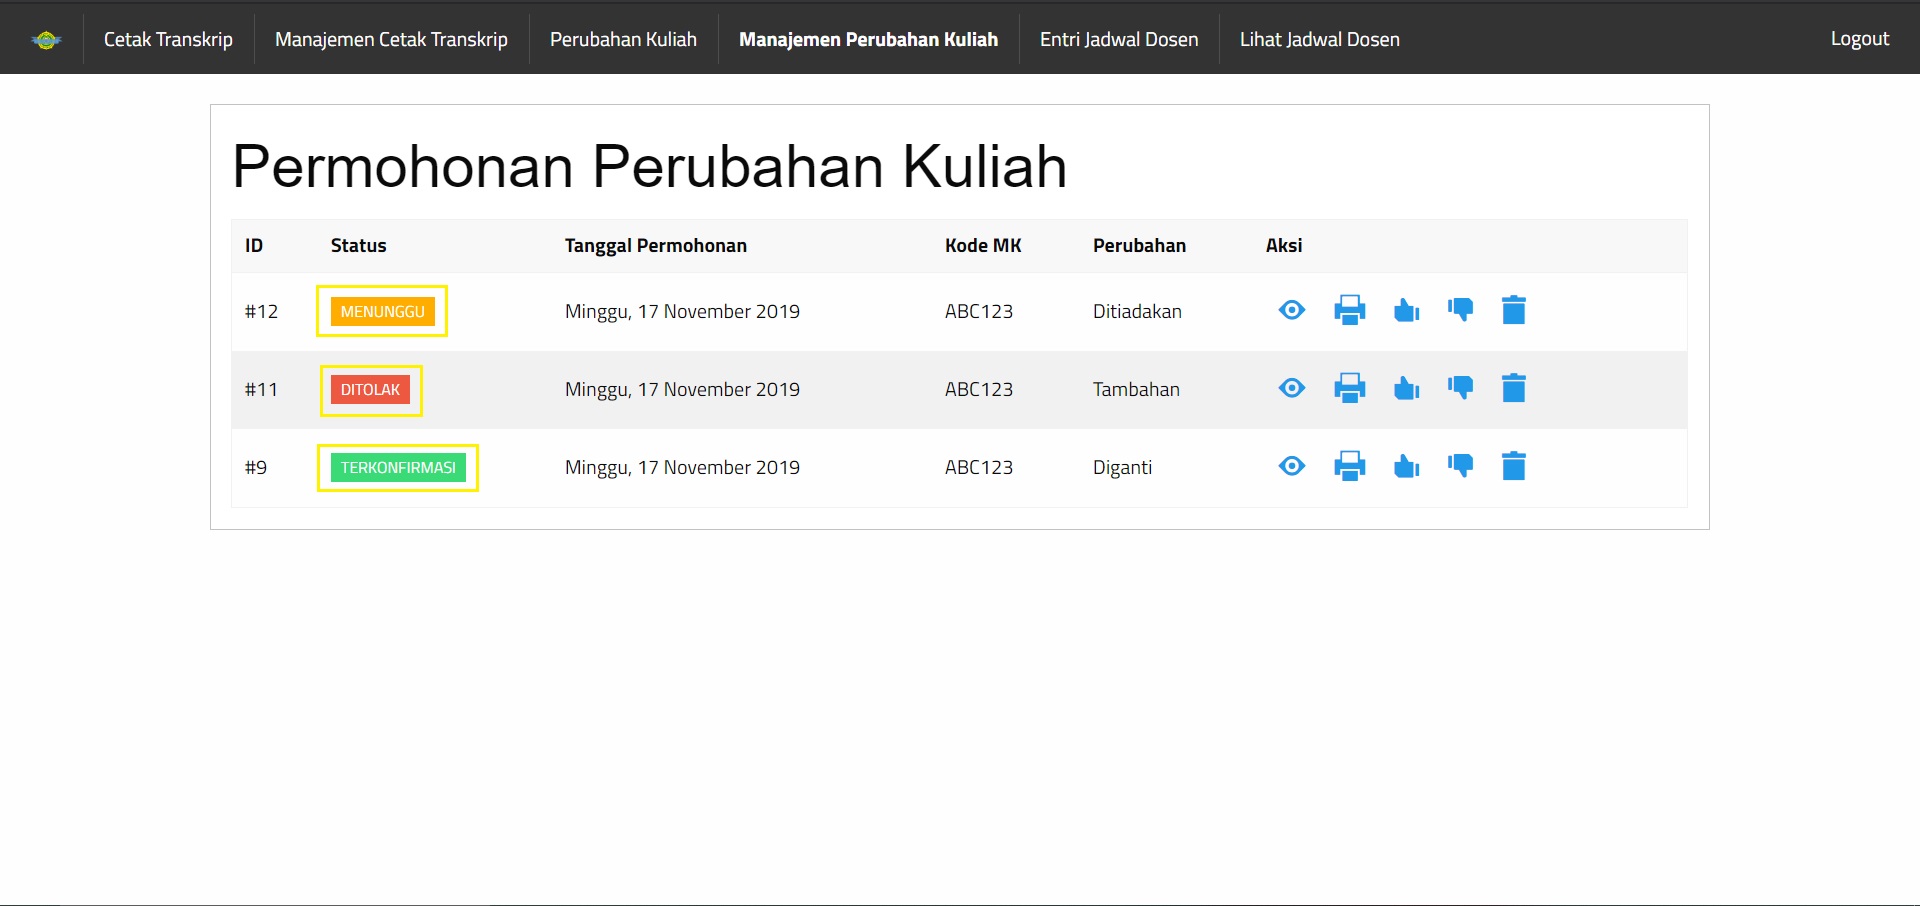 Cetak Transkrip Manajemen Cetak Transkrip Perubahan Kuliah Manajemen Perubahan Kuliah Entri Jadwal Dosen Lihat Jadwal Dosen Logout
Permohonan Perubahan Kuliah
ID Status Tanggal Permohonan Kode MK Perubahan Aksi
#12 MENUNGGU Minggu, 17 November 2019 ABC123 Ditiadakan
#11 DITOLAK Minggu, 17 November 2019 ABC123 Tambahan
#9 TERKONFIRMASI Minggu, 17 November 2019 ABC123 Diganti